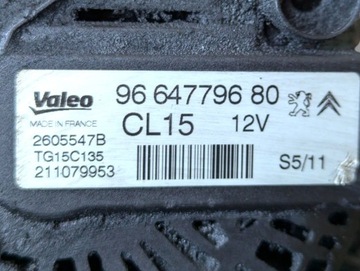 Valeo
96 647796 80
MADE IN FRANCE
CL15 12V
2605547B
TG15C135
211079953
S5/11